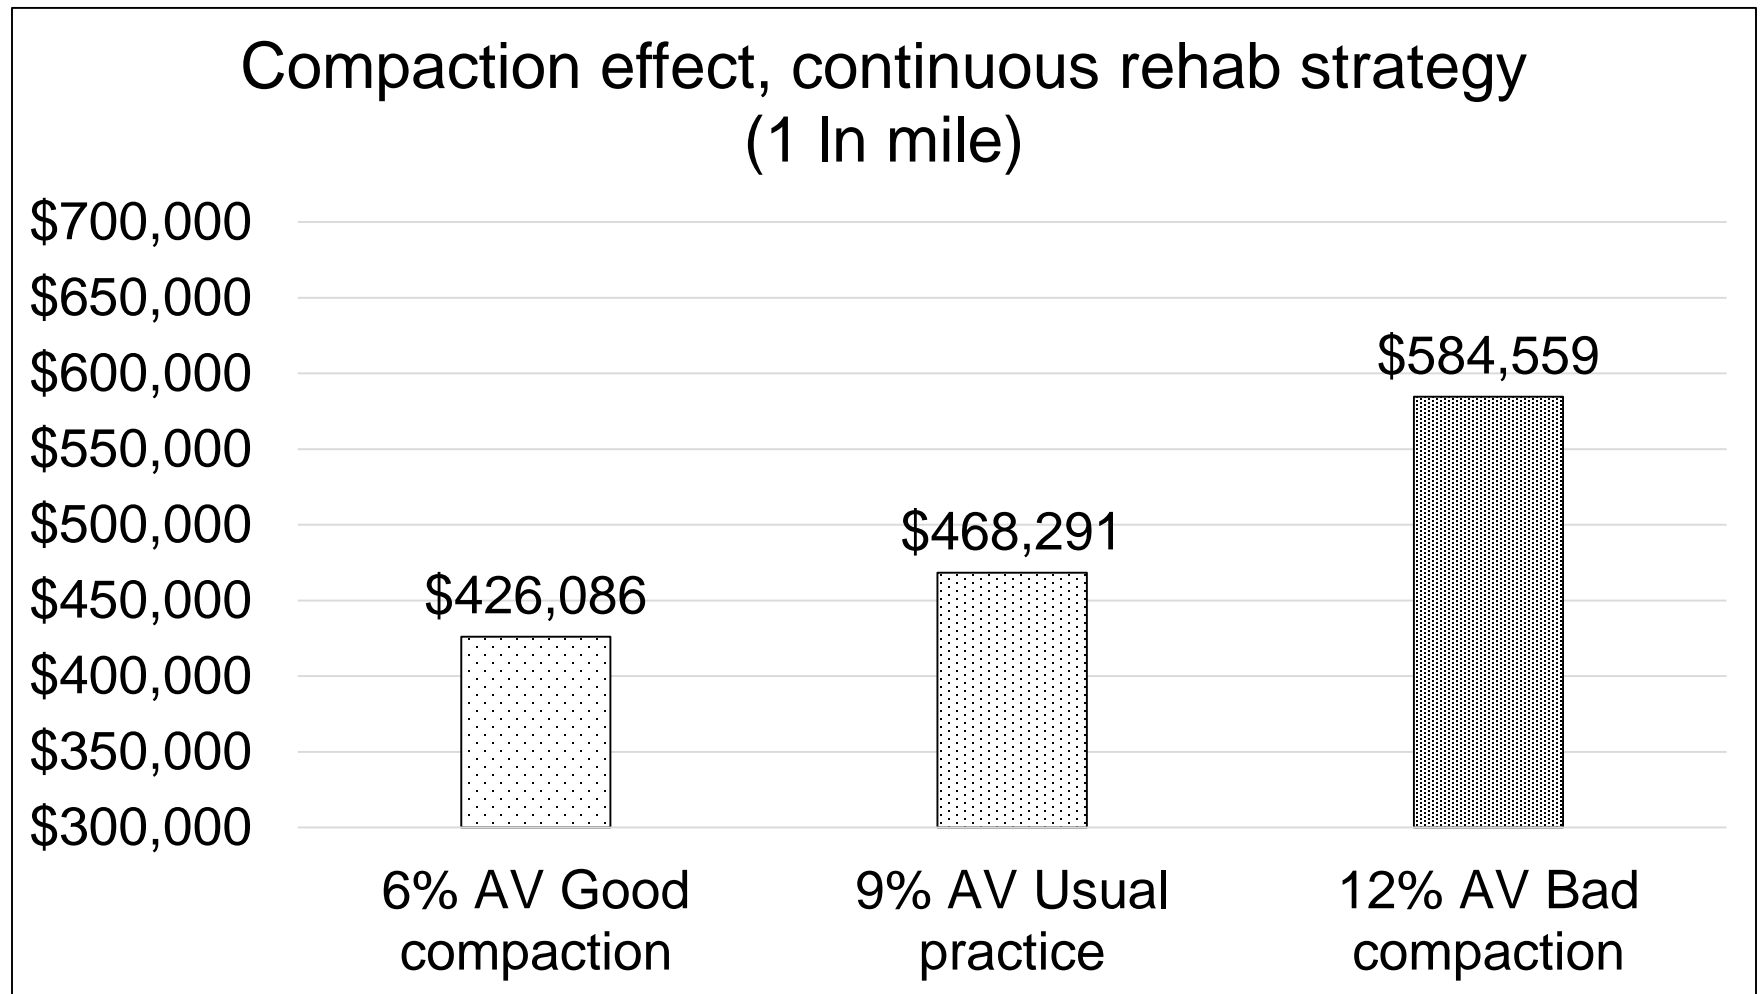 Compaction effect, continuous rehab strategy
(1 ln mile)
$700,000
$650,000
$600,000
$550,000
$500,000
$450,000
$400,000
$350,000
$300,000
$426,086
$468,291
$584,559
6% AV Good
compaction
9% AV Usual
practice
12% AV Bad
compaction